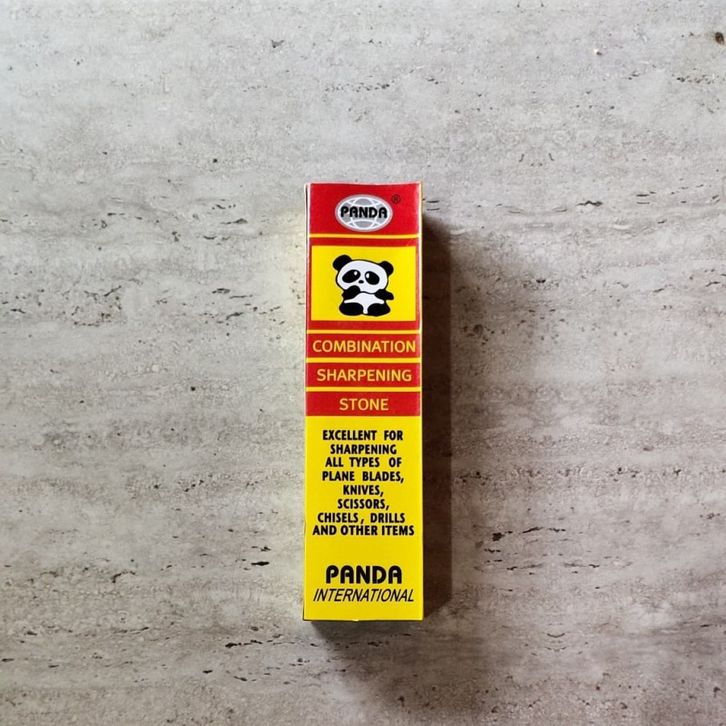 PANDA ®
COMBINATION
SHARPENING
STONE
EXCELLENT FOR
SHARPENING
ALL TYPES OF
PLANE BLADES,
KNIVES,
SCISSORS,
CHISELS, DRILLS
AND OTHER ITEMS
PANDA
INTERNATIONAL